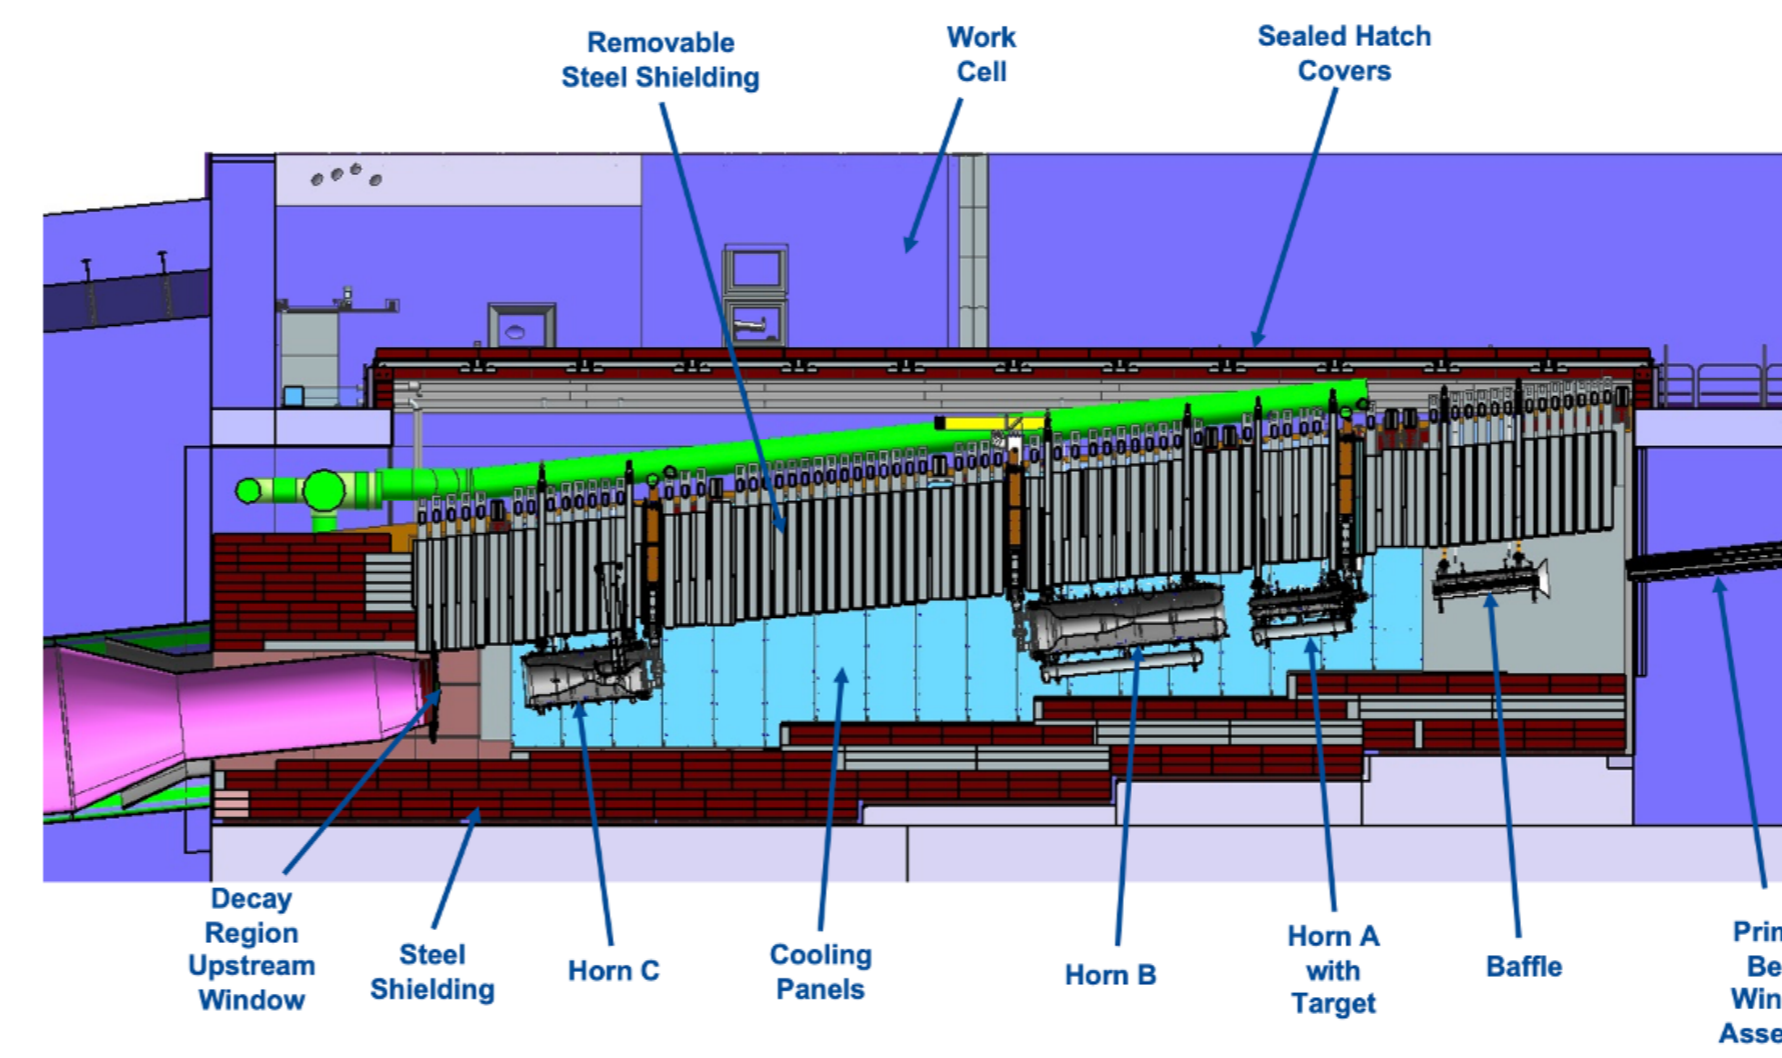 Removable
Steel Shielding
Work
Cell
Sealed Hatch
Covers
Decay
Region
Upstream
Window
Steel
Shielding
Horn C
Cooling
Panels
Horn B
Horn A
with
Target
Baffle